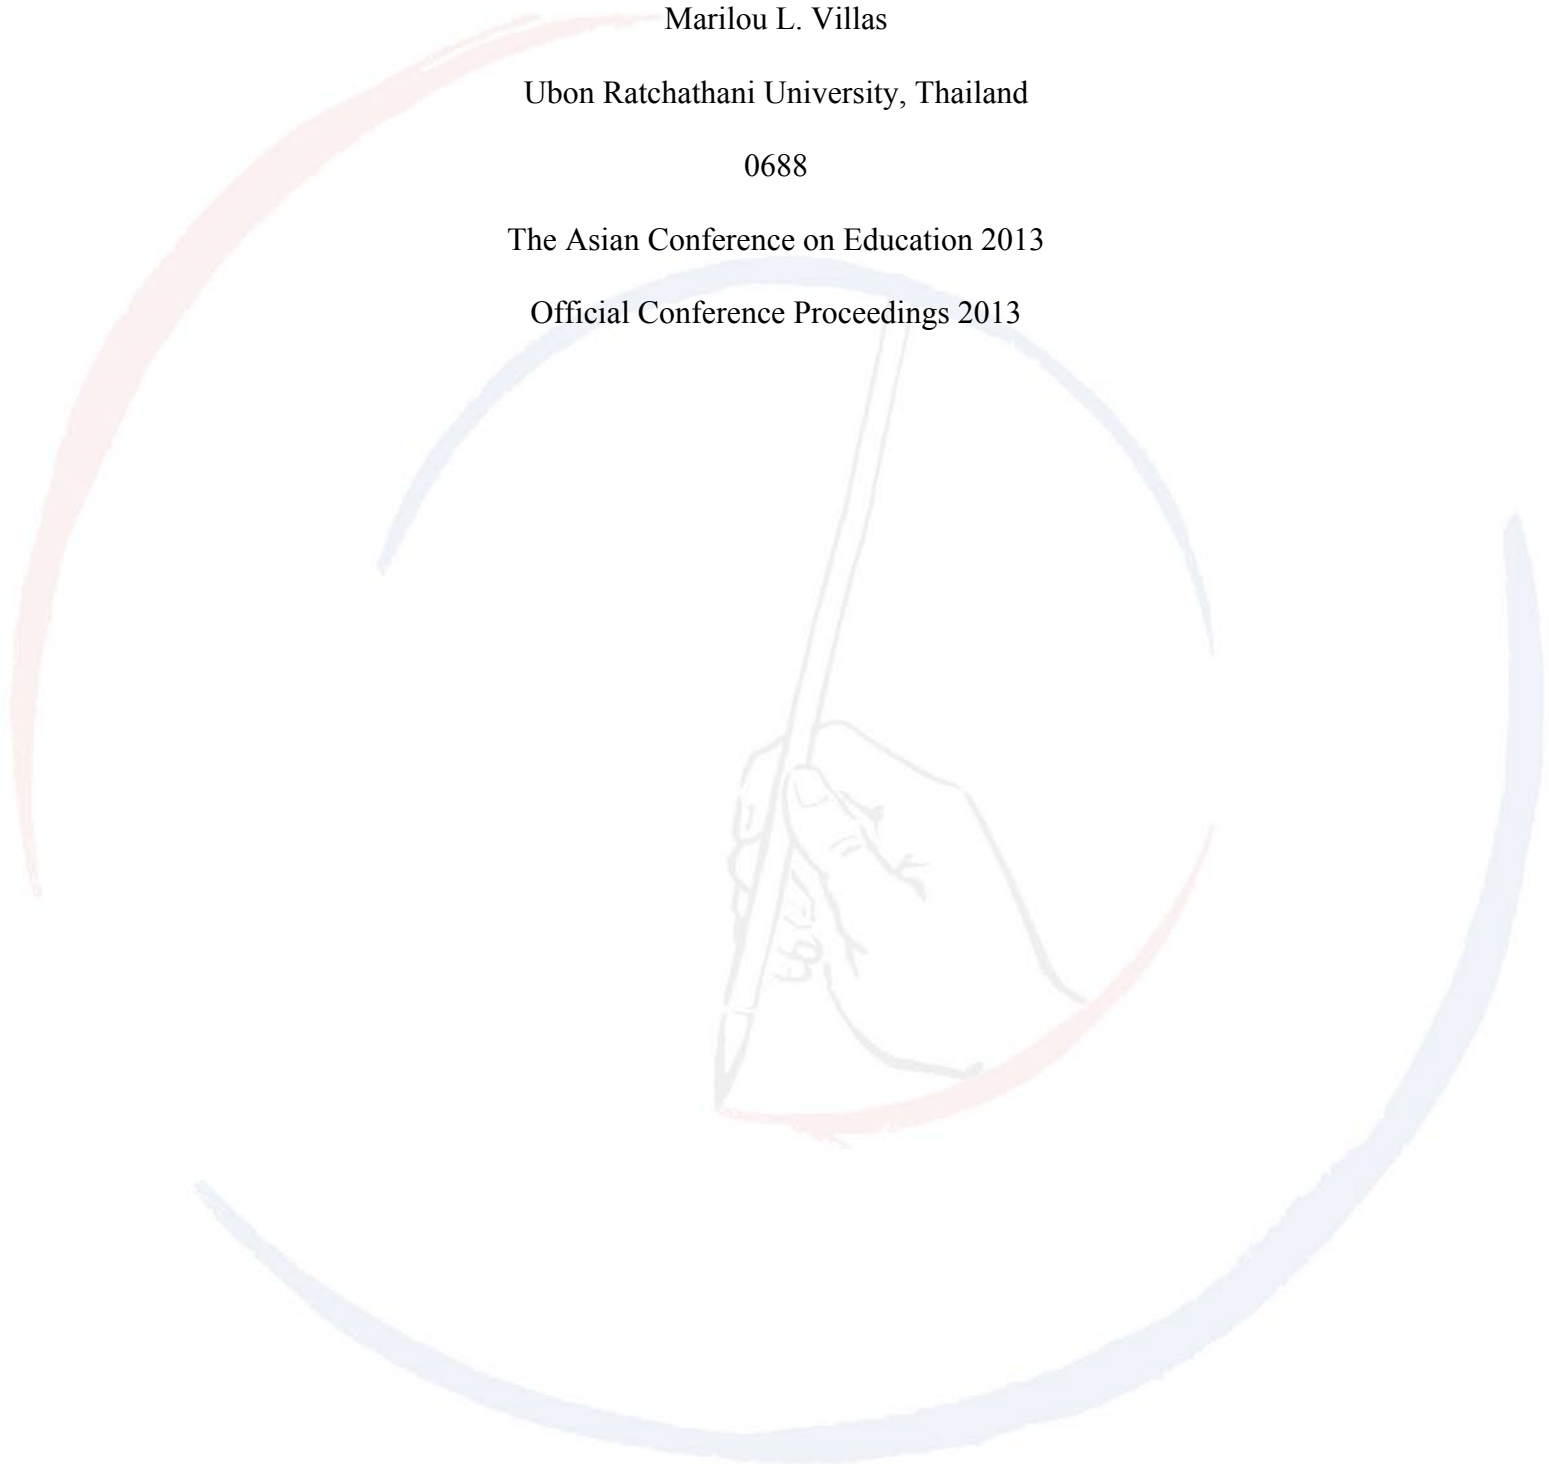 Marilou L. Villas
Ubon Ratchathani University, Thailand
0688
The Asian Conference on Education 2013
Official Conference Proceedings 2013